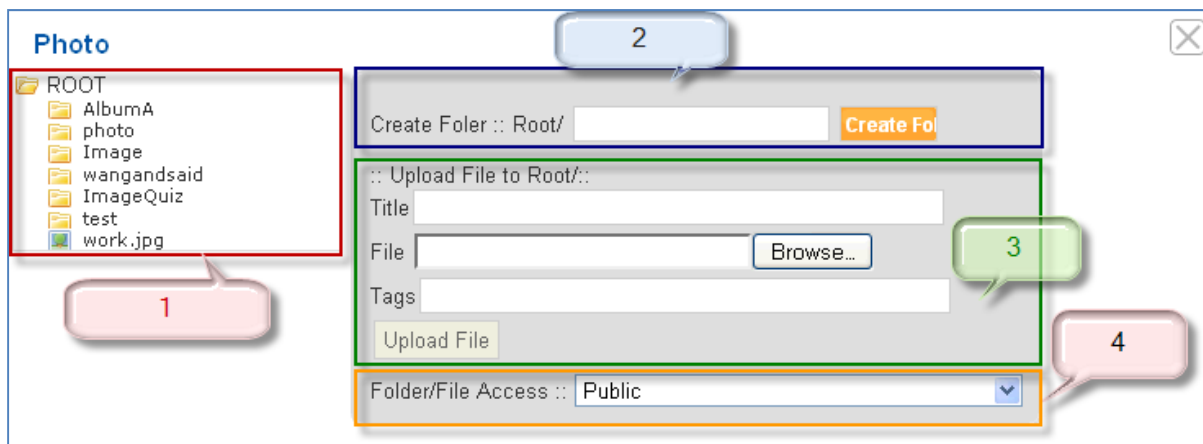 Photo
ROOT
AlbumA
photo
Image
wangandsaid
ImageQuiz
test
work.jpg
1
2
Create Foler :: Root/ Create Fol
:: Upload File to Root/::
Title
File Browse...
Tags
Upload File
3
Folder/File Access :: Public
4